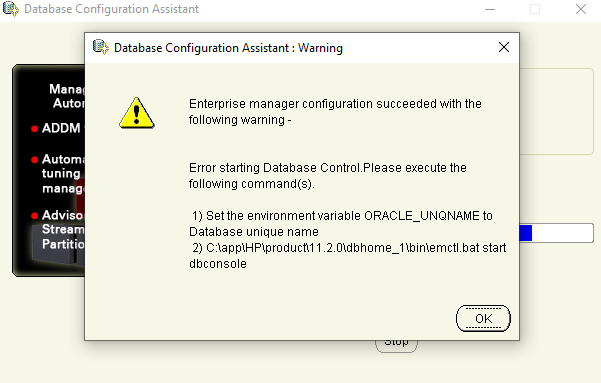 Database Configuration Assistant
Database Configuration Assistant : Warning
Enterprise manager configuration succeeded with the
following warning -
Error starting Database Control.Please execute the
following command(s).
1) Set the environment variable ORACLE_UNQNAME to
Database unique name
2) C:\app\HP\product\11.2.0\dbhome_1\bin\emctl.bat start
dbconsole
OK
ADDM
tuning
Stop